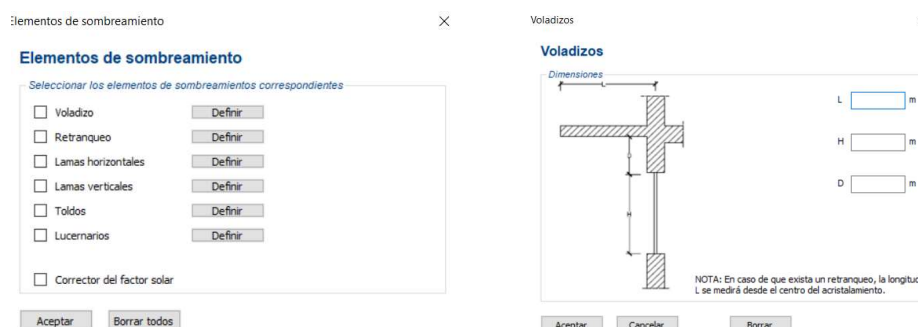 Elementos de sombreamiento
Elementos de sombreamiento
Seleccionar los elementos de sombreamientos correspondientes
Voladizo Definir
Retranqueo Definir
Lamas horizontales Definir
Lamas verticales Definir
Toldos Definir
Lucernarios Definir
Corrector del factor solar
Aceptar Borrar todos
Voladizos
Voladizos
Dimensiones
L
L m
D
H m
D m
H
NOTA: En caso de que exista un retranqueo, la longitud
L se medirá desde el centro del acristalamiento.
Aceptar Cancelar Borrar